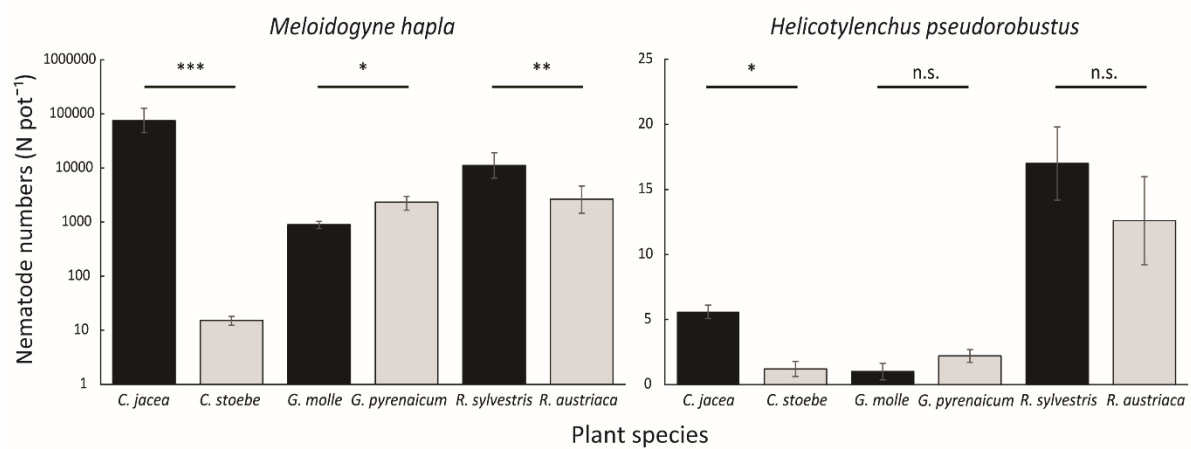 Meloidogyne hapla
Helicotylenchus pseudorobustus
Nematode numbers (N pot⁻¹)
1000000
100000
10000
1000
100
10
1
***
*
**
C. jacea
C. stoebe
G. molle
G. pyrenaicum
R. sylvestris
R. austriaca
25
20
15
10
5
0
*
n.s.
n.s.
C. jacea
C. stoebe
G. molle
G. pyrenaicum
R. sylvestris
R. austriaca
Plant species